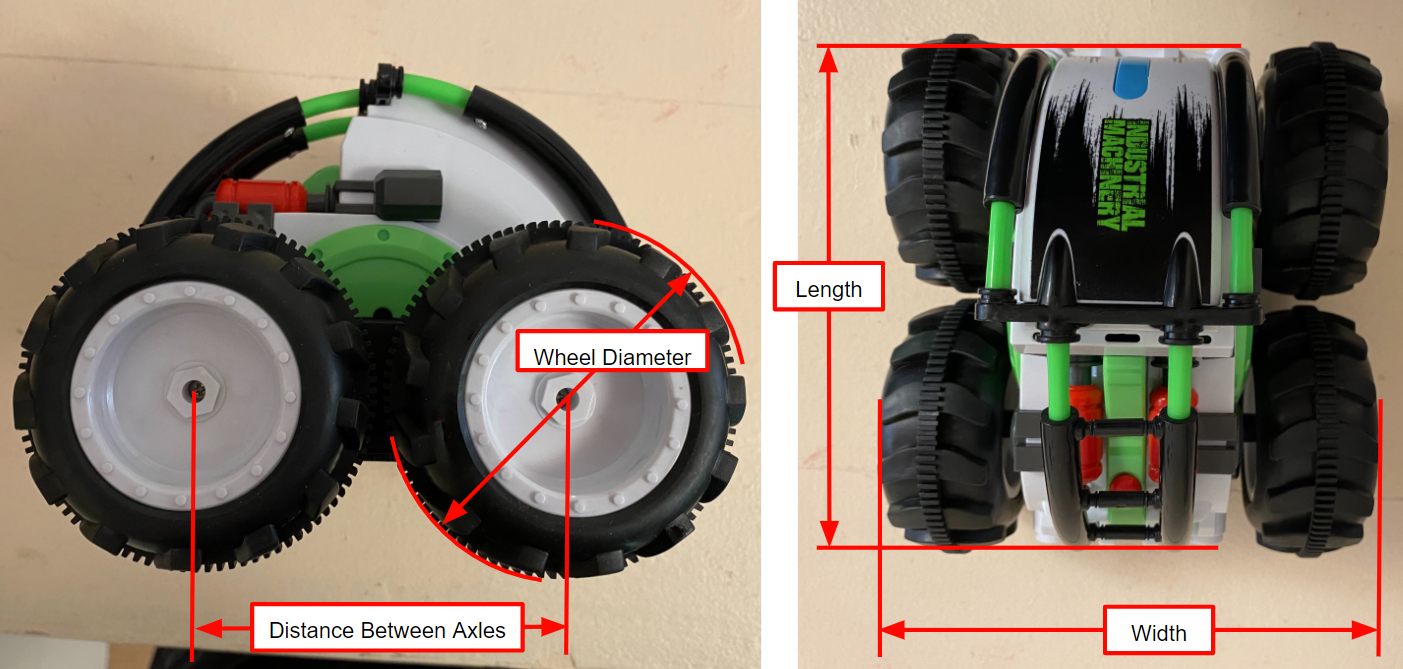 Wheel Diameter
Distance Between Axles
INDUSTRIAL
MACHINERY
Length
Width